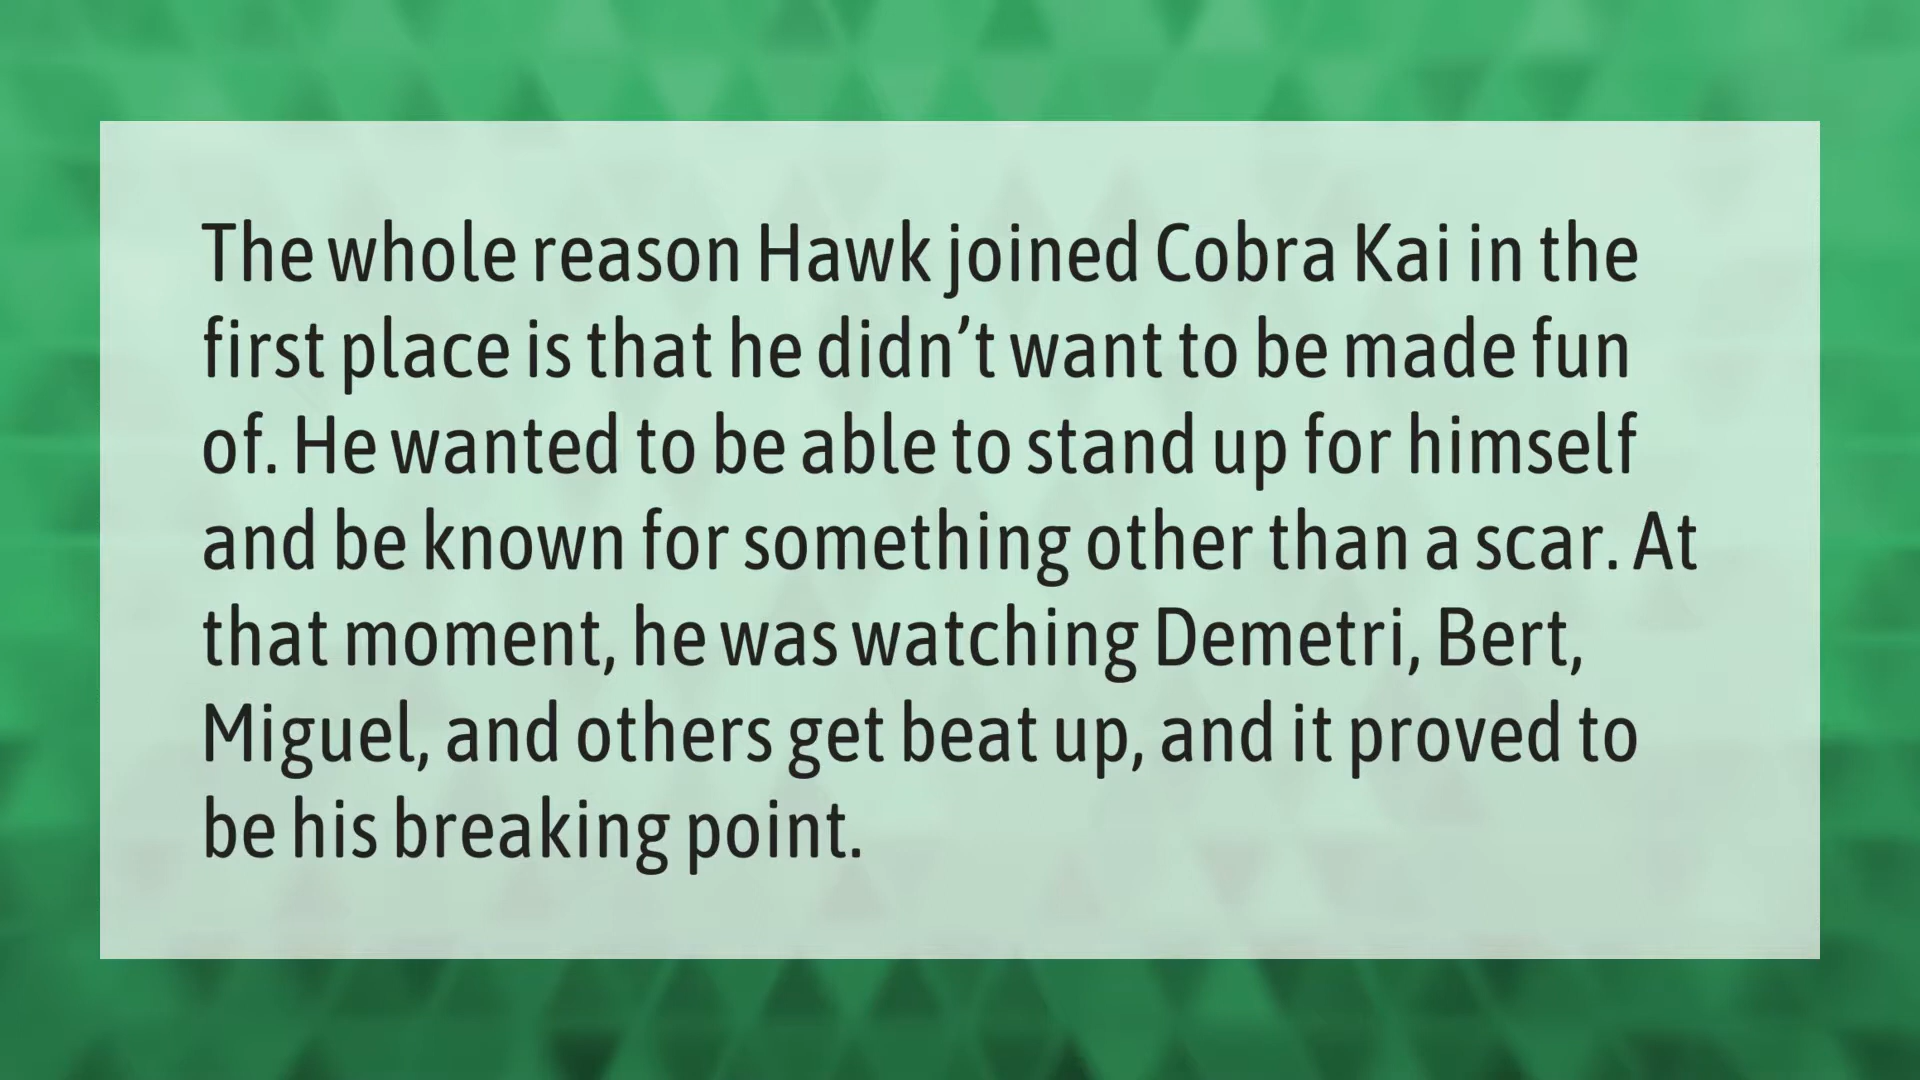 The whole reason Hawk joined Cobra Kai in the
first place is that he didn’t want to be made fun
of. He wanted to be able to stand up for himself
and be known for something other than a scar. At
that moment, he was watching Demetri, Bert,
Miguel, and others get beat up, and it proved to
be his breaking point.